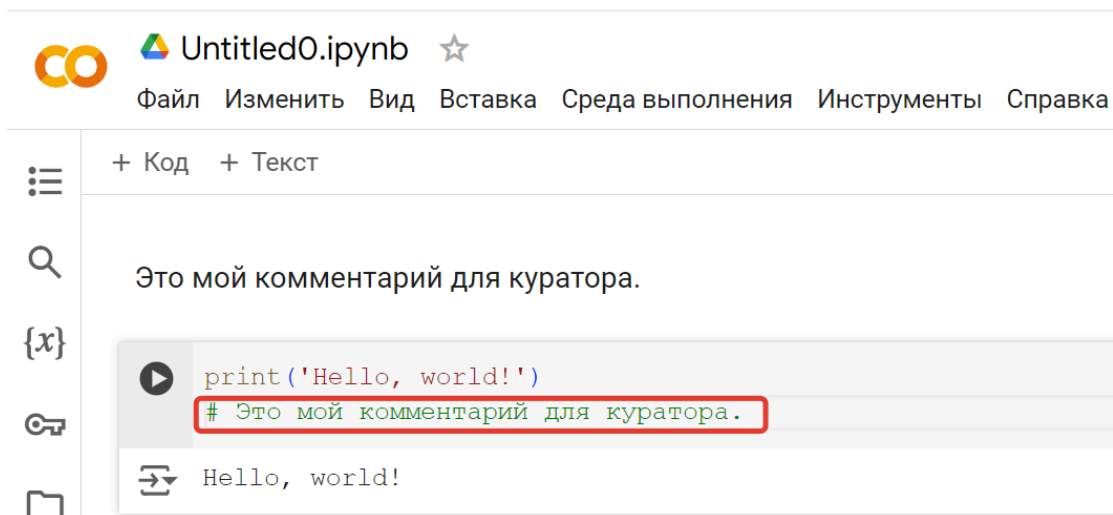 Untitled0.ipynb
Файл Изменить Вид Вставка Среда выполнения Инструменты Справка
+ Код + Текст
Это мой комментарий для куратора.
{x}
print('Hello, world!')
# Это мой комментарий для куратора.
Hello, world!